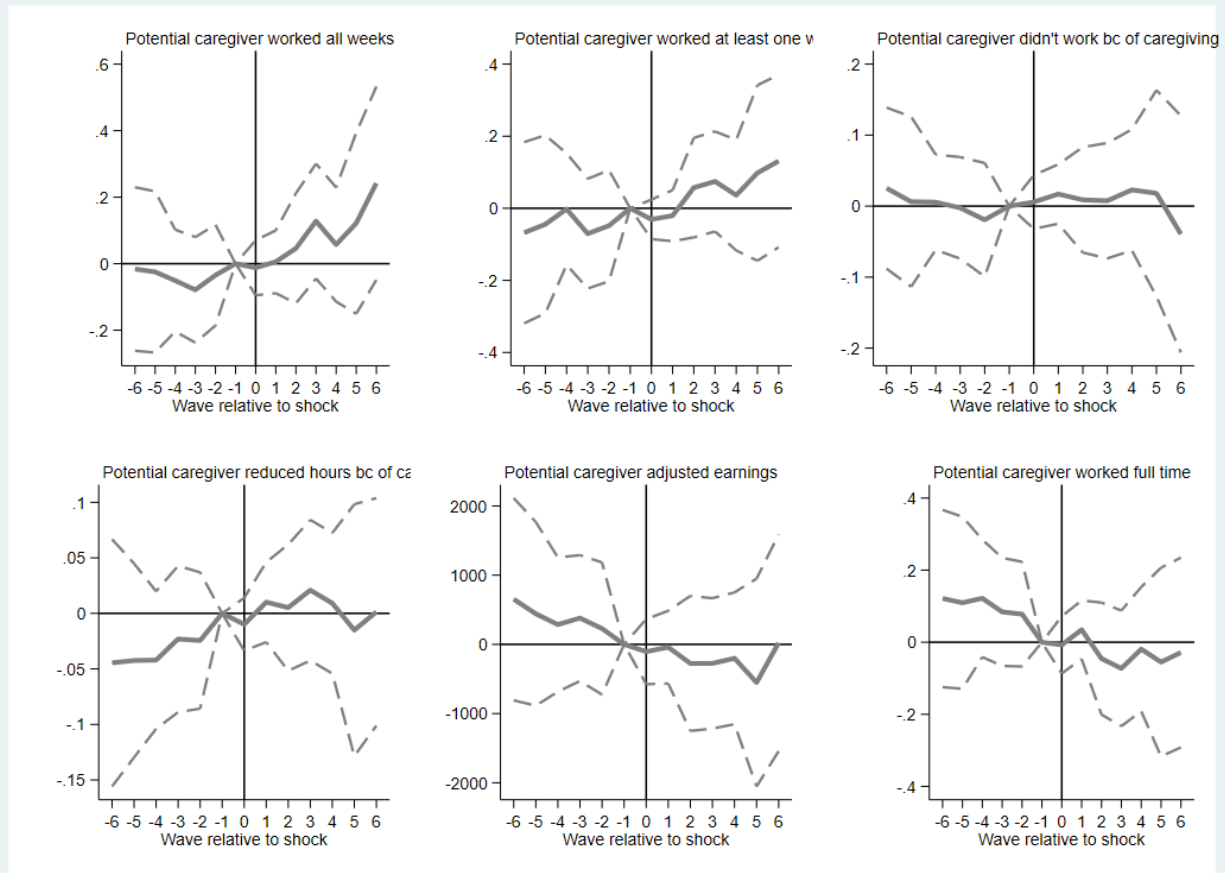 Potential caregiver worked all weeks
.6
.4
.2
0
-.2
-6 -5 -4 -3 -2 -1 0 1 2 3 4 5 6
Wave relative to shock
Potential caregiver worked at least one w
.4
.2
0
-.2
-.4
-6 -5 -4 -3 -2 -1 0 1 2 3 4 5 6
Wave relative to shock
Potential caregiver didn't work bc of caregiving
.2
.1
0
-.1
-.2
-6 -5 -4 -3 -2 -1 0 1 2 3 4 5 6
Wave relative to shock
Potential caregiver reduced hours bc of ca
.1
.05
0
-.05
-.1
-.15
-6 -5 -4 -3 -2 -1 0 1 2 3 4 5 6
Wave relative to shock
Potential caregiver adjusted earnings
2000
1000
0
-1000
-2000
-6 -5 -4 -3 -2 -1 0 1 2 3 4 5 6
Wave relative to shock
Potential caregiver worked full time
.4
.2
0
-.2
-.4
-6 -5 -4 -3 -2 -1 0 1 2 3 4 5 6
Wave relative to shock